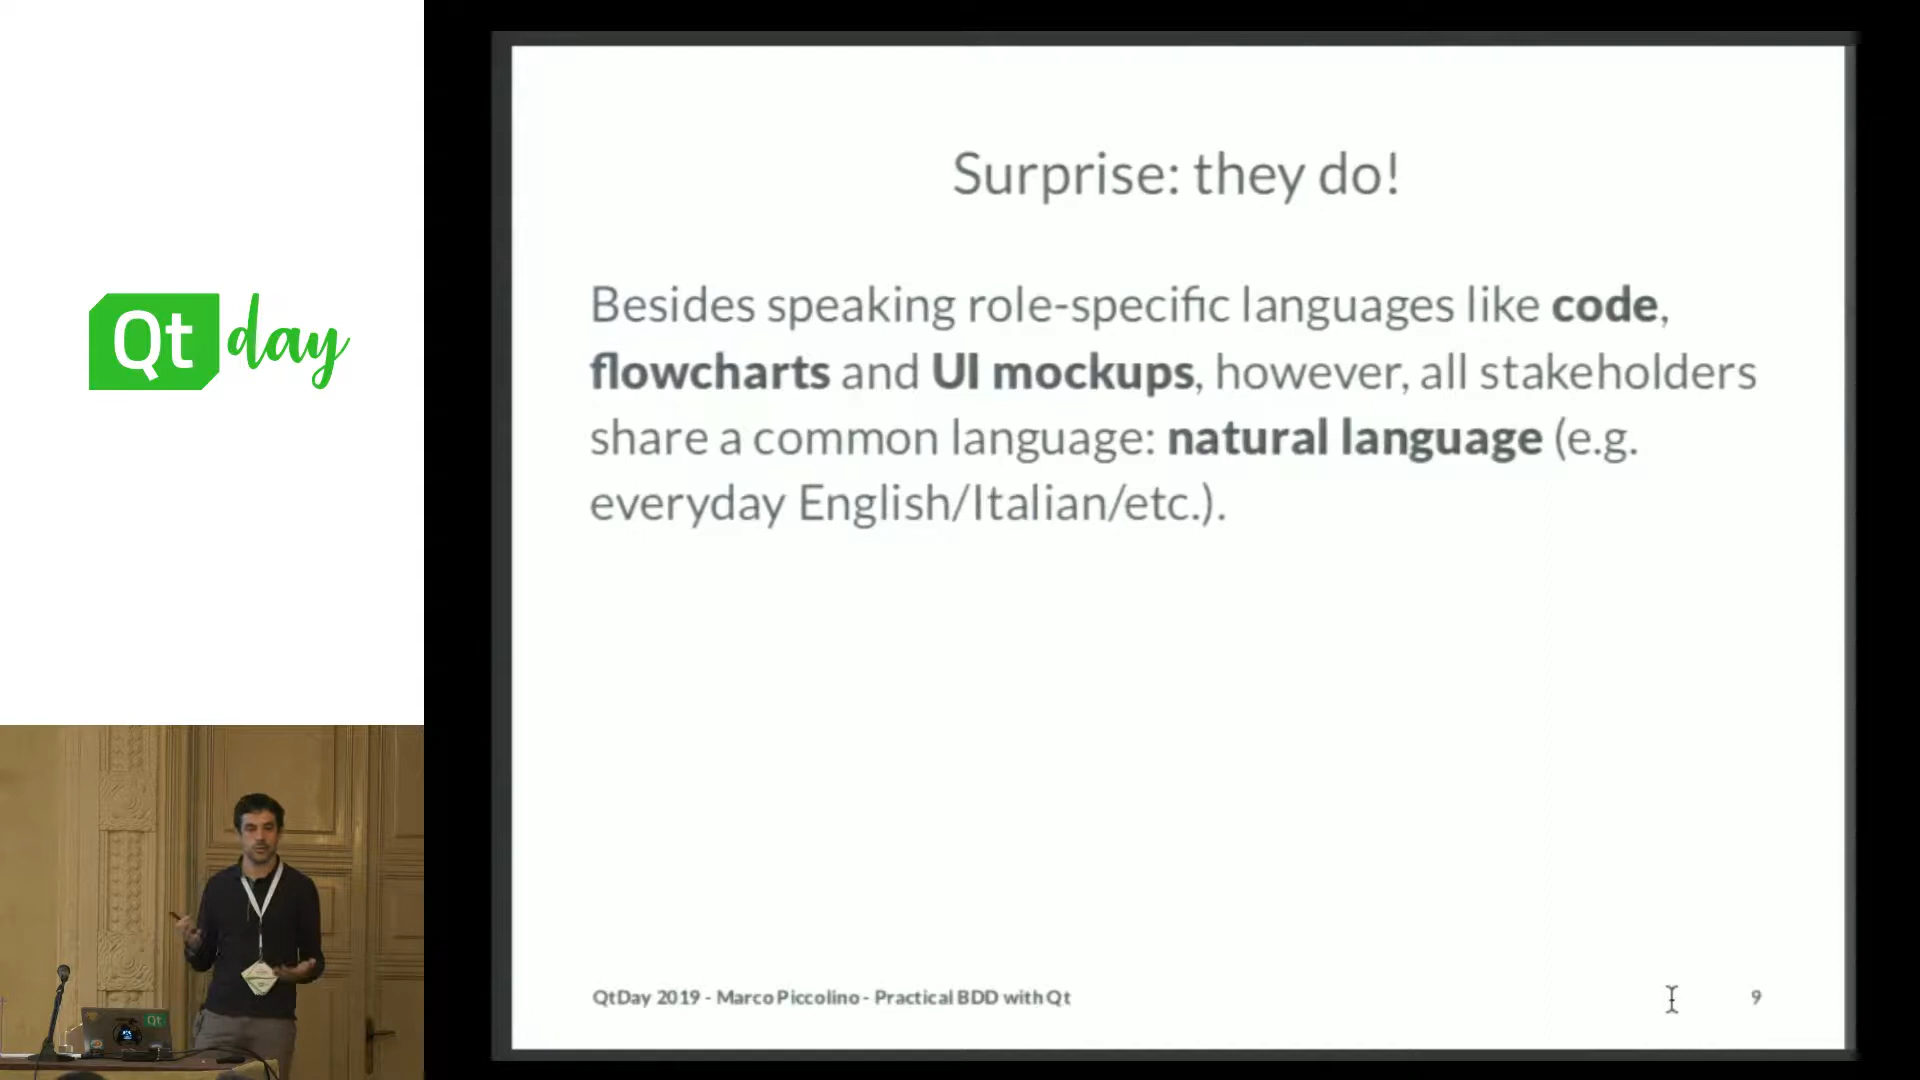 Qt day
Surprise: they do!
Besides speaking role-specific languages like code,
flowcharts and UI mockups, however, all stakeholders
share a common language: natural language (e.g.
everyday English/Italian/etc.).
QtDay 2019 - Marco Piccolino - Practical BDD with Qt
9
Qt